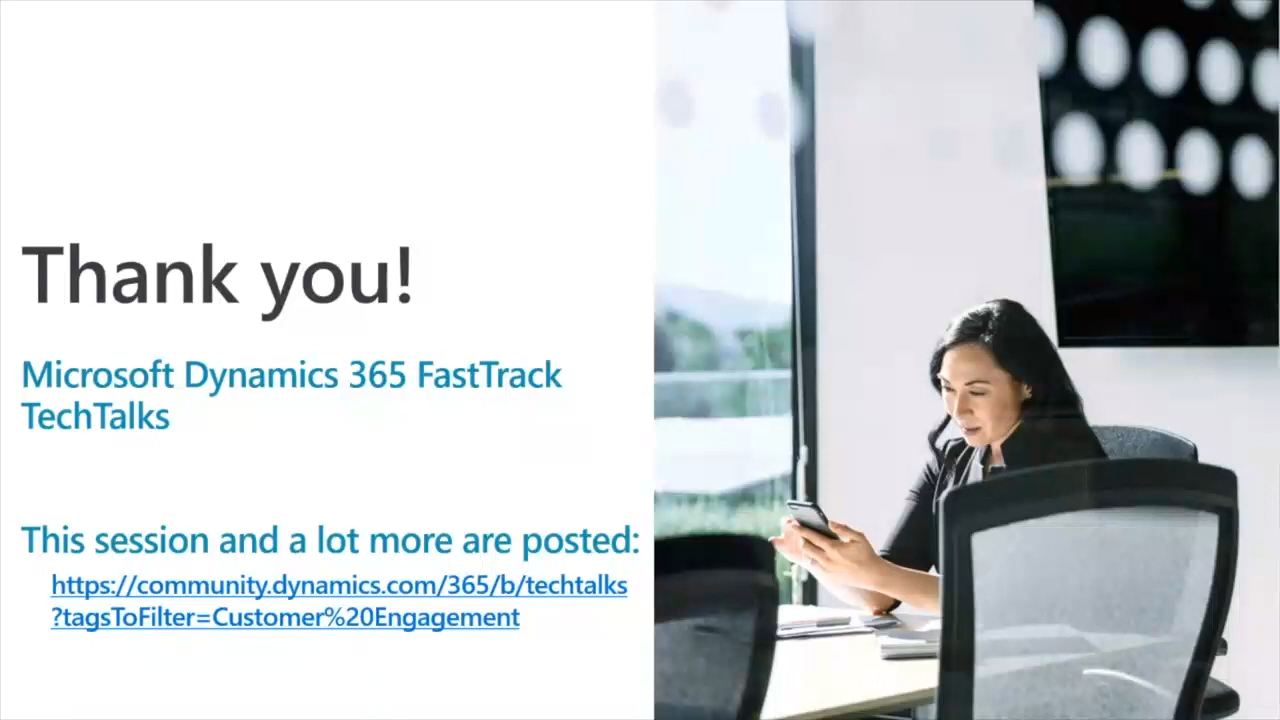 Thank you!
Microsoft Dynamics 365 FastTrack
TechTalks
This session and a lot more are posted:
https://community.dynamics.com/365/b/techtalks
?tagsToFilter=Customer%20Engagement